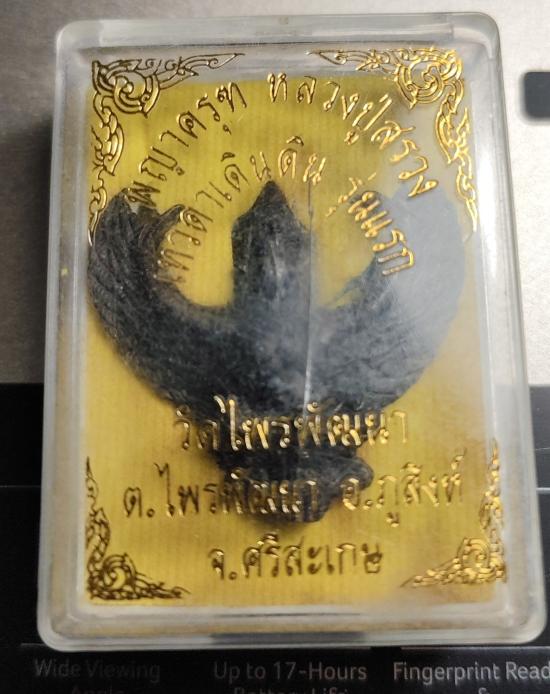 พญาครุฑ หลวงปู่สรวง
เทวดาเดินดิน รุ่นแรก
วัดไพรพัฒนา
ต.ไพรพัฒนา อ.ภูสิงห์
จ.ศรีสะเกษ
Wide Viewing Up to 17-Hours Fingerprint Read